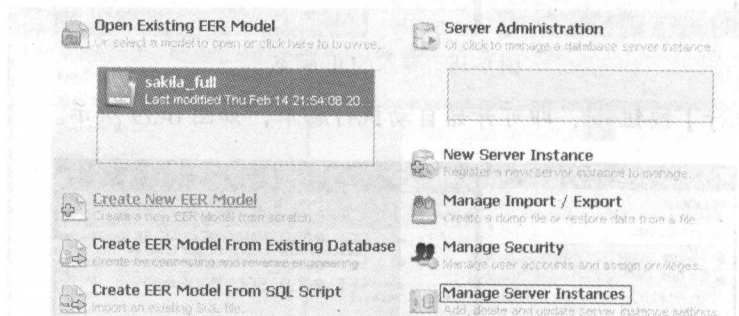 Open Existing EER Model
Or select a model to open or click here to browse.
sakila_full
Last modified Thu Feb 14 21:54:08 20
Create New EER Model
Create a new EER Model from scratch
Create EER Model From Existing Database
Create by connecting and reverse engineering
Create EER Model From SQL Script
Import an existing SQL file.
Server Administration
Or click to manage a database server instance.
New Server Instance
Register a new server instance to manage.
Manage Import / Export
Create a dump file or restore data from a file.
Manage Security
Manage user accounts and assign privileges.
Manage Server Instances
Add, delete and update server instance settings.